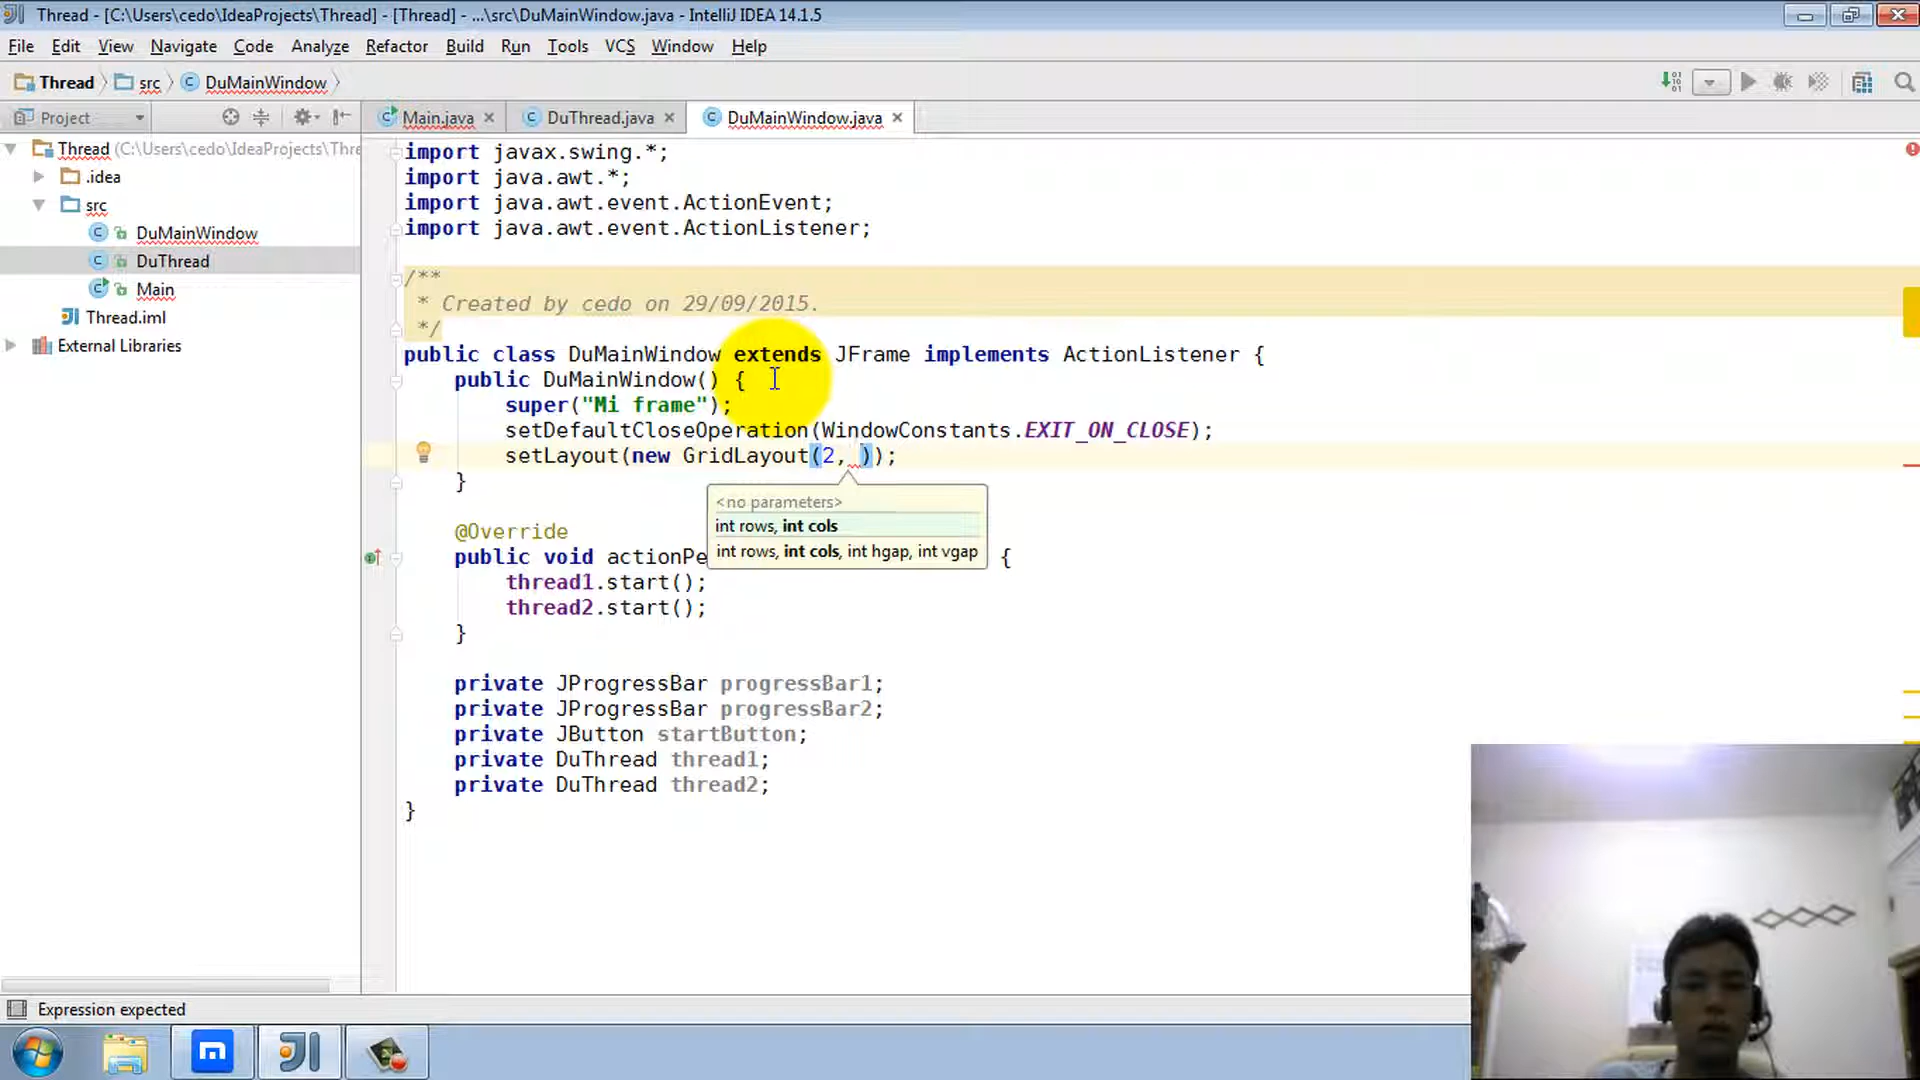 Thread - [C:\Users\cedo\IdeaProjects\Thread] - [Thread] - ...\src\DuMainWindow.java - IntelliJ IDEA 14.1.5
File Edit View Navigate Code Analyze Refactor Build Run Tools VCS Window Help
Thread src DuMainWindow
Project
Main.java DuThread.java DuMainWindow.java
Thread (C:\Users\cedo\IdeaProjects\Thre
.idea
src
DuMainWindow
DuThread
Main
Thread.iml
External Libraries
import javax.swing.*;
import java.awt.*;
import java.awt.event.ActionEvent;
import java.awt.event.ActionListener;
/**
* Created by cedo on 29/09/2015.
*/
public class DuMainWindow extends JFrame implements ActionListener {
public DuMainWindow() {
super("Mi frame");
setDefaultCloseOperation(WindowConstants.EXIT_ON_CLOSE);
setLayout(new GridLayout(2, ));
}
<no parameters>
int rows, int cols
int rows, int cols, int hgap, int vgap
@Override
public void actionPe {
thread1.start();
thread2.start();
}
private JProgressBar progressBar1;
private JProgressBar progressBar2;
private JButton startButton;
private DuThread thread1;
private DuThread thread2;
}
Expression expected